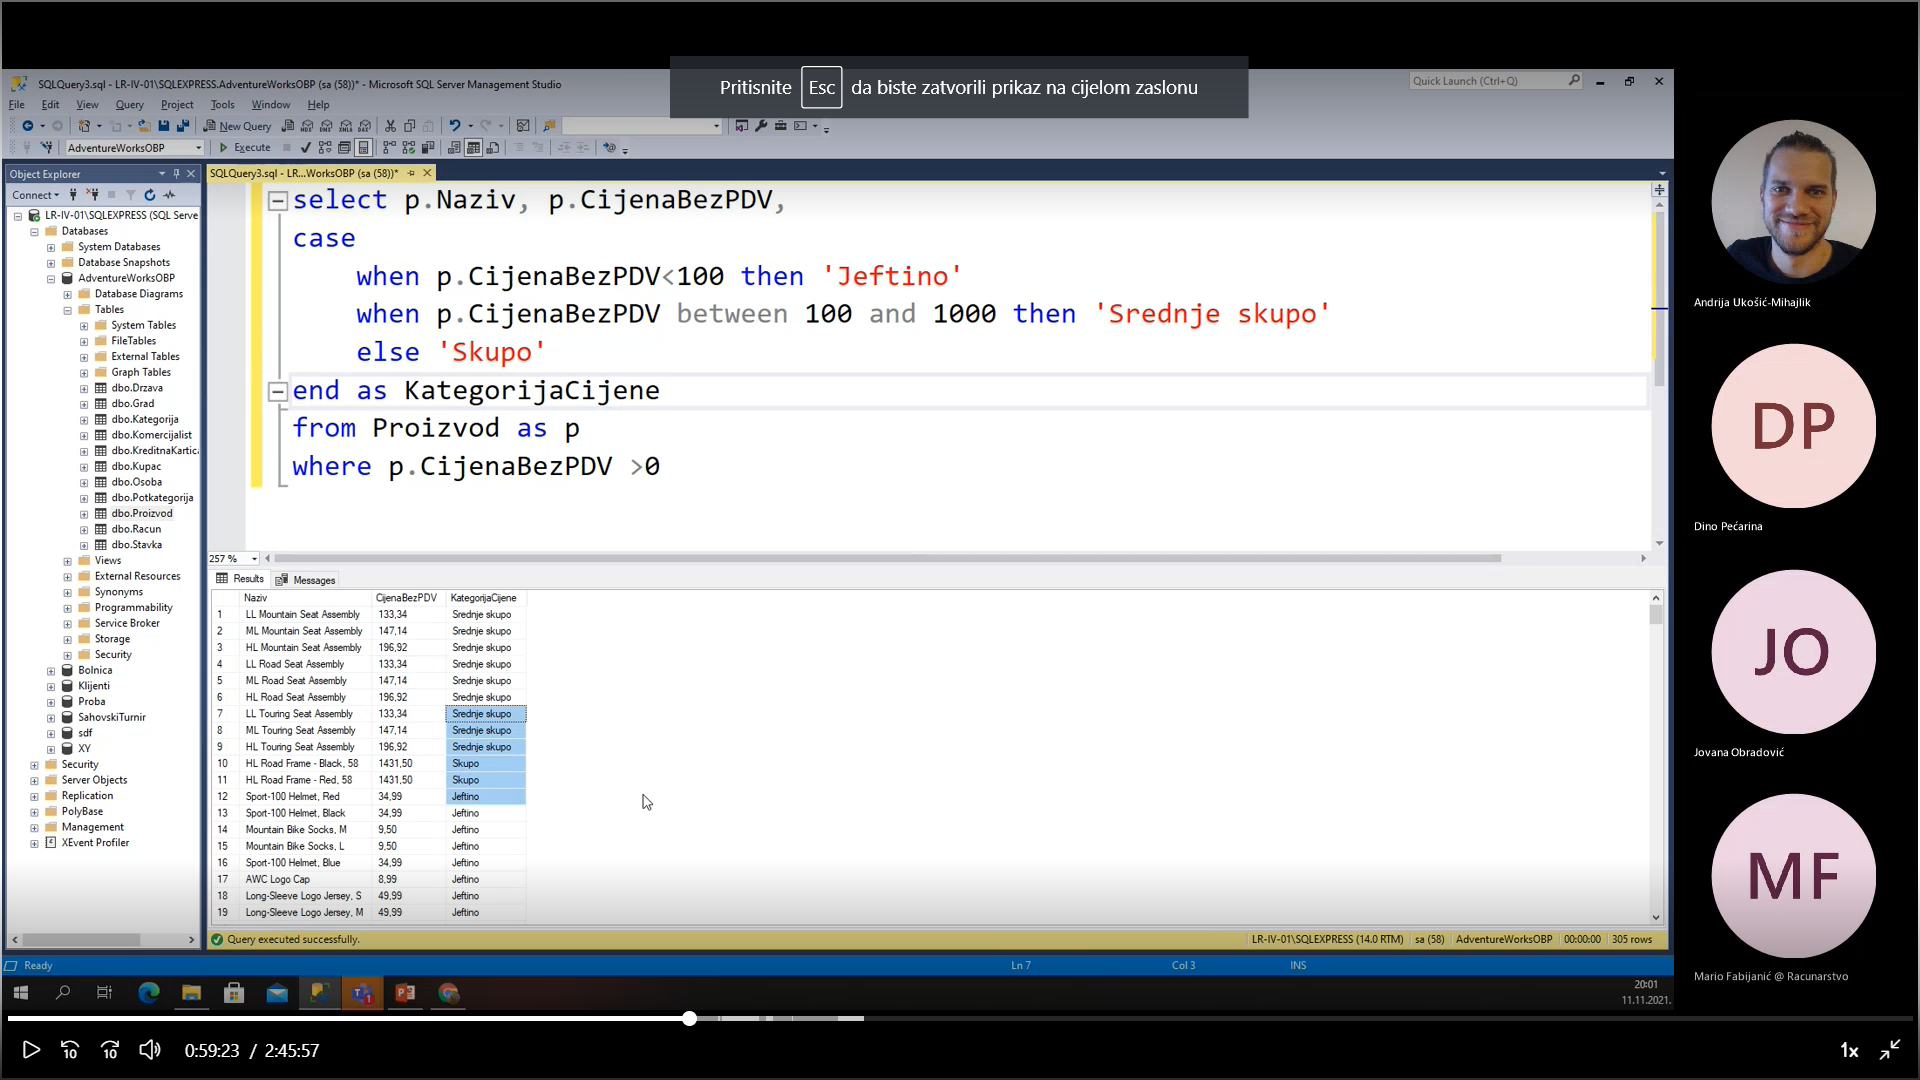 Pritisnite Esc da biste zatvorili prikaz na cijelom zaslonu
SQLQuery3.sql - LR-IV-01\SQLEXPRESS.AdventureWorksOBP (sa (58))* - Microsoft SQL Server Management Studio
Quick Launch (Ctrl+Q)
File Edit View Query Project Tools Window Help
New Query
AdventureWorksOBP
Execute
Object Explorer
SQLQuery3.sql - LR...WorksOBP (sa (58))*
Connect
LR-IV-01\SQLEXPRESS (SQL Serve
Databases
System Databases
Database Snapshots
AdventureWorksOBP
Database Diagrams
Tables
System Tables
FileTables
External Tables
Graph Tables
dbo.Drzava
dbo.Grad
dbo.Kategorija
dbo.Komercijalist
dbo.KreditnaKartica
dbo.Kupac
dbo.Osoba
dbo.Potkategorija
dbo.Proizvod
dbo.Racun
dbo.Stavka
Views
External Resources
Synonyms
Programmability
Service Broker
Storage
Security
Bolnica
Klijenti
Proba
SahovskiTurnir
sdf
XY
Security
Server Objects
Replication
PolyBase
Management
XEvent Profiler
select p.Naziv, p.CijenaBezPDV,
case
when p.CijenaBezPDV<100 then 'Jeftino'
when p.CijenaBezPDV between 100 and 1000 then 'Srednje skupo'
else 'Skupo'
end as KategorijaCijene
from Proizvod as p
where p.CijenaBezPDV >0
257 %
Results Messages
Naziv CijenaBezPDV KategorijaCijene
1 LL Mountain Seat Assembly 133,34 Srednje skupo
2 ML Mountain Seat Assembly 147,14 Srednje skupo
3 HL Mountain Seat Assembly 196,92 Srednje skupo
4 LL Road Seat Assembly 133,34 Srednje skupo
5 ML Road Seat Assembly 147,14 Srednje skupo
6 HL Road Seat Assembly 196,92 Srednje skupo
7 LL Touring Seat Assembly 133,34 Srednje skupo
8 ML Touring Seat Assembly 147,14 Srednje skupo
9 HL Touring Seat Assembly 196,92 Srednje skupo
10 HL Road Frame - Black, 58 1431,50 Skupo
11 HL Road Frame - Red, 58 1431,50 Skupo
12 Sport-100 Helmet, Red 34,99 Jeftino
13 Sport-100 Helmet, Black 34,99 Jeftino
14 Mountain Bike Socks, M 9,50 Jeftino
15 Mountain Bike Socks, L 9,50 Jeftino
16 Sport-100 Helmet, Blue 34,99 Jeftino
17 AWC Logo Cap 8,99 Jeftino
18 Long-Sleeve Logo Jersey, S 49,99 Jeftino
19 Long-Sleeve Logo Jersey, M 49,99 Jeftino
Query executed successfully. LR-IV-01\SQLEXPRESS (14.0 RTM) sa (58) AdventureWorksOBP 00:00:00 305 rows
Ready Ln 7 Col 3 INS
20:01
11.11.2021.
Andrija Ukošić-Mihajlik
DP
Dino Pećarina
JO
Jovana Obradović
MF
Mario Fabijanić @ Racunarstvo
10 10 0:59:23 / 2:45:57 1x